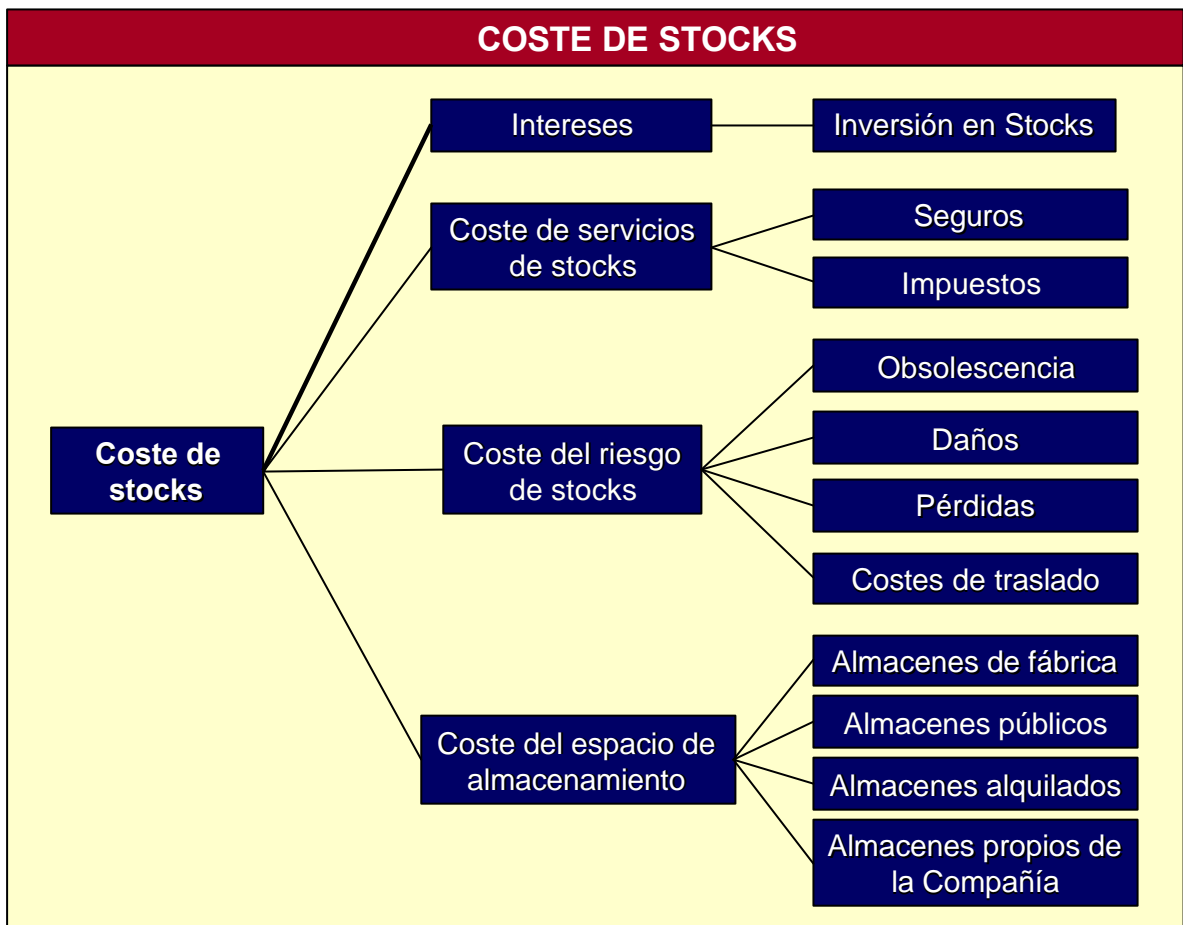 COSTE DE STOCKS
Intereses
Inversión en Stocks
Coste de servicios
de stocks
Seguros
Impuestos
Coste de
stocks
Coste del riesgo
de stocks
Obsolescencia
Daños
Pérdidas
Costes de traslado
Coste del espacio de
almacenamiento
Almacenes de fábrica
Almacenes públicos
Almacenes alquilados
Almacenes propios de
la Compañía